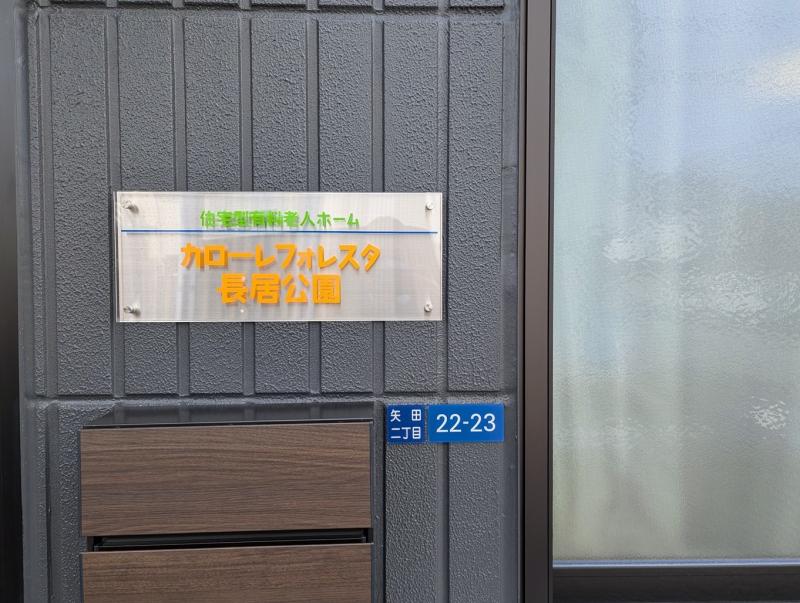 住宅型有料老人ホーム
カローレフォレスタ
長居公園
矢田
二丁目
22-23